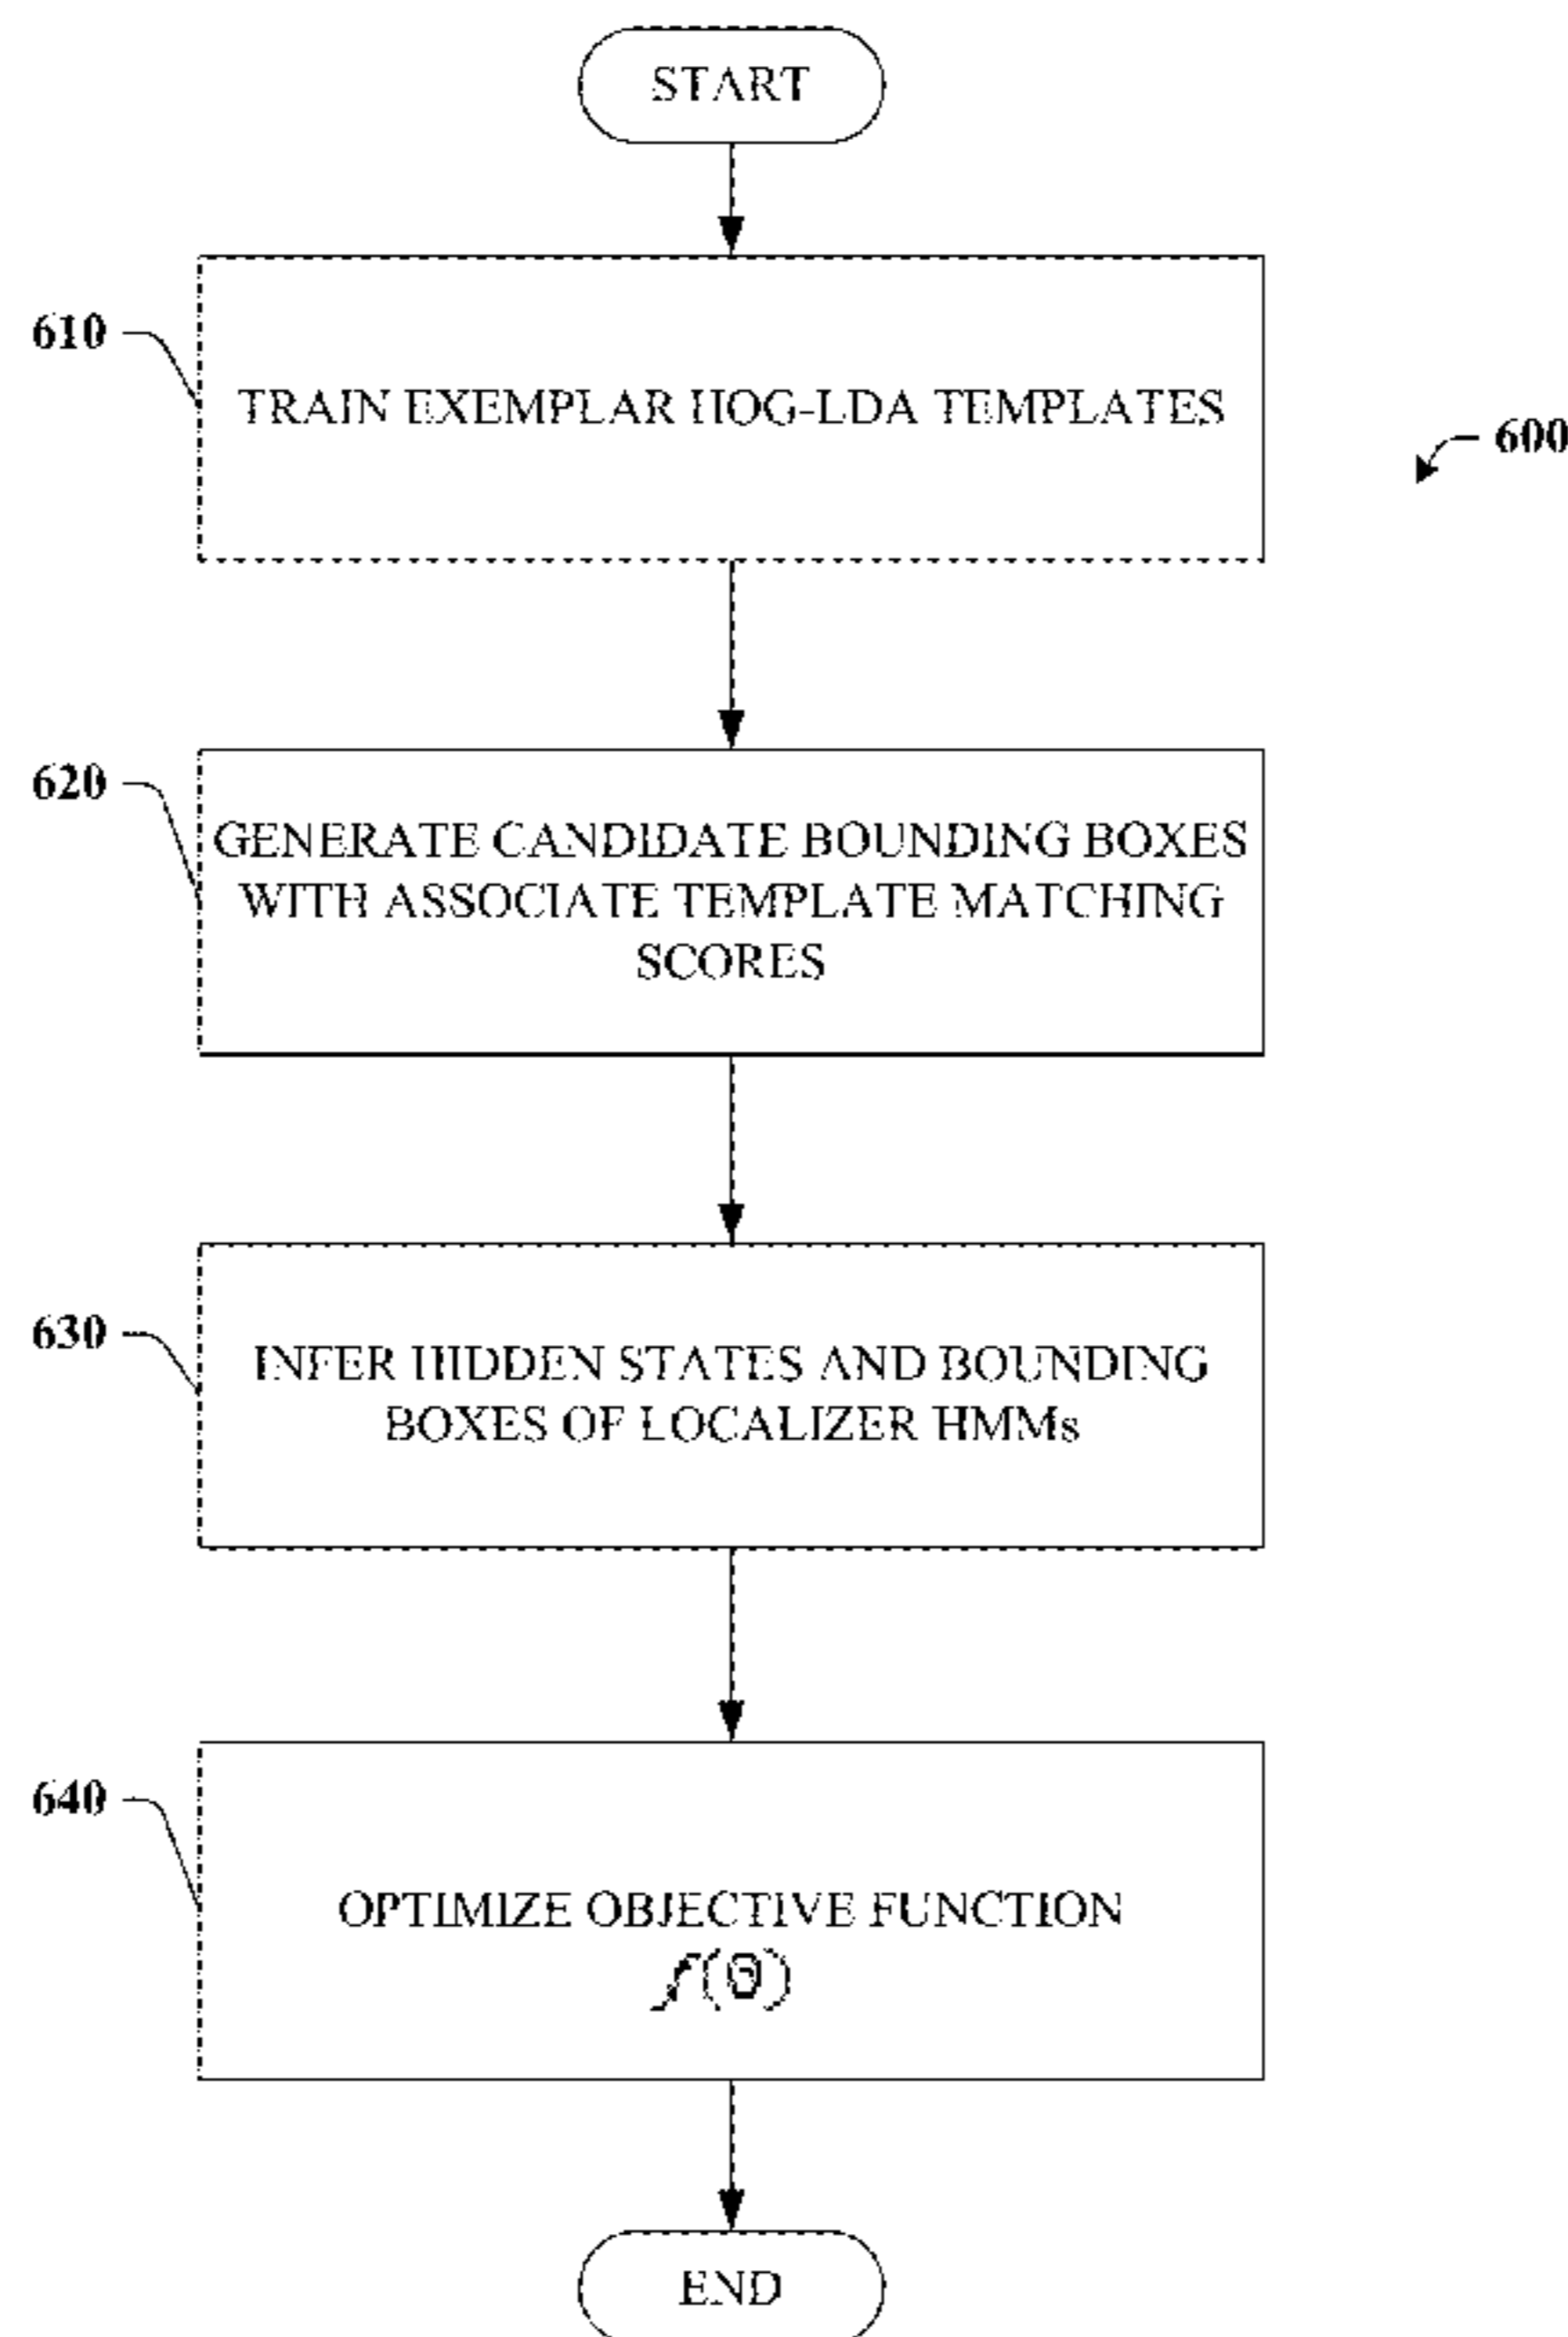 START
610
TRAIN EXEMPLAR HOG-LDA TEMPLATES
600
620
GENERATE CANDIDATE BOUNDING BOXES
WITH ASSOCIATE TEMPLATE MATCHING
SCORES
630
INFER HIDDEN STATES AND BOUNDING
BOXES OF LOCALIZER HMMs
640
OPTIMIZE OBJECTIVE FUNCTION
f(Θ)
END